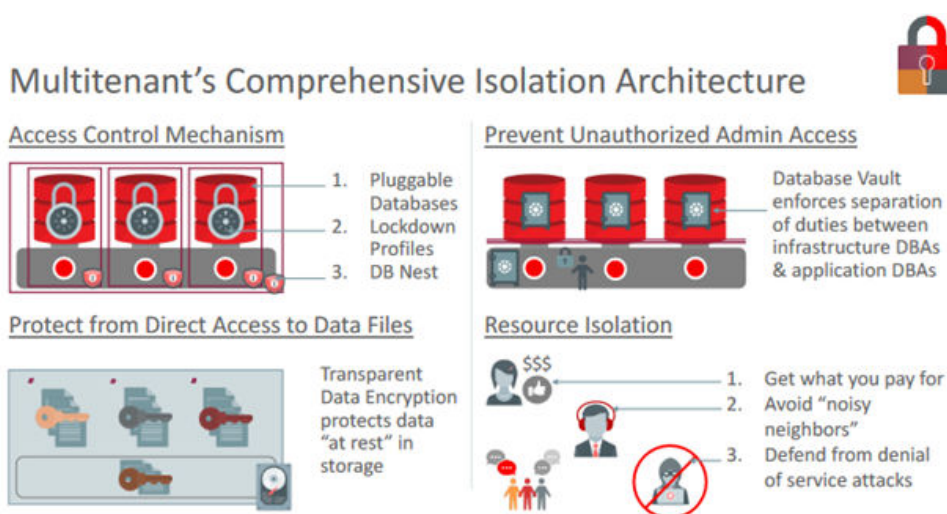 Multitenant's Comprehensive Isolation Architecture
Access Control Mechanism
1. Pluggable
Databases
2. Lockdown
Profiles
3. DB Nest
Prevent Unauthorized Admin Access
Database Vault
enforces separation
of duties between
infrastructure DBAs
& application DBAs
Protect from Direct Access to Data Files
Transparent
Data Encryption
protects data
"at rest" in
storage
Resource Isolation
$$$
1. Get what you pay for
2. Avoid "noisy
neighbors"
3. Defend from denial
of service attacks